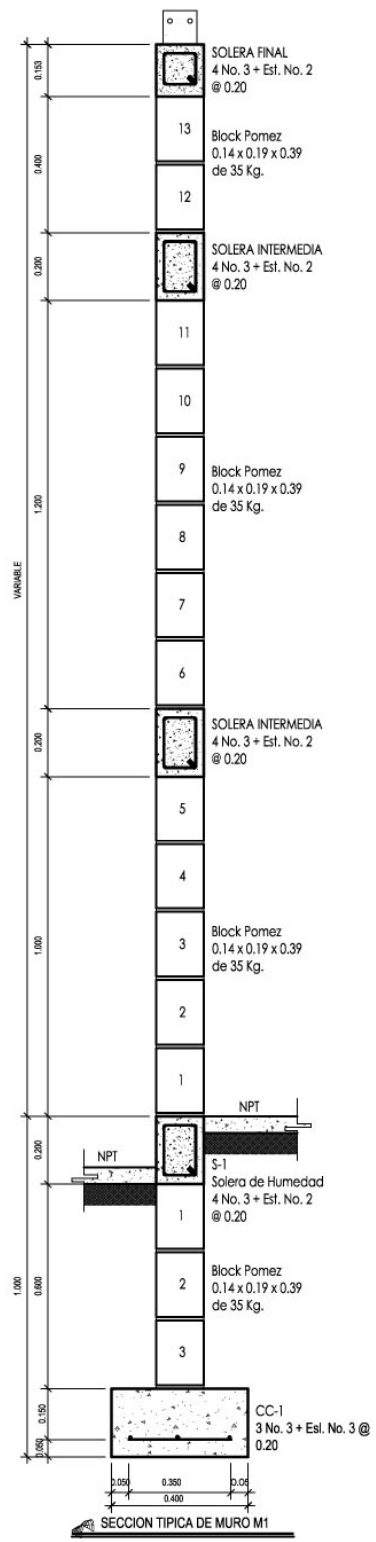 SOLERA FINAL
4 No. 3 + Est. No. 2
@ 0.20
0.153
13
Block Pomez
0.14 x 0.19 x 0.39
de 35 Kg.
0.400
12
SOLERA INTERMEDIA
4 No. 3 + Est. No. 2
@ 0.20
0.200
11
10
9
Block Pomez
0.14 x 0.19 x 0.39
de 35 Kg.
1.200
8
7
6
VARIABLE
SOLERA INTERMEDIA
4 No. 3 + Est. No. 2
@ 0.20
0.200
5
4
3
Block Pomez
0.14 x 0.19 x 0.39
de 35 Kg.
1.000
2
1
NPT
0.200
NPT
S-1
Solera de Humedad
4 No. 3 + Est. No. 2
@ 0.20
1
2
Block Pomez
0.14 x 0.19 x 0.39
de 35 Kg.
0.600
1.000
3
CC-1
3 No. 3 + Esl. No. 3 @
0.20
0.150
0.050
0.050 0.350 0.05
0.400
SECCION TIPICA DE MURO M1